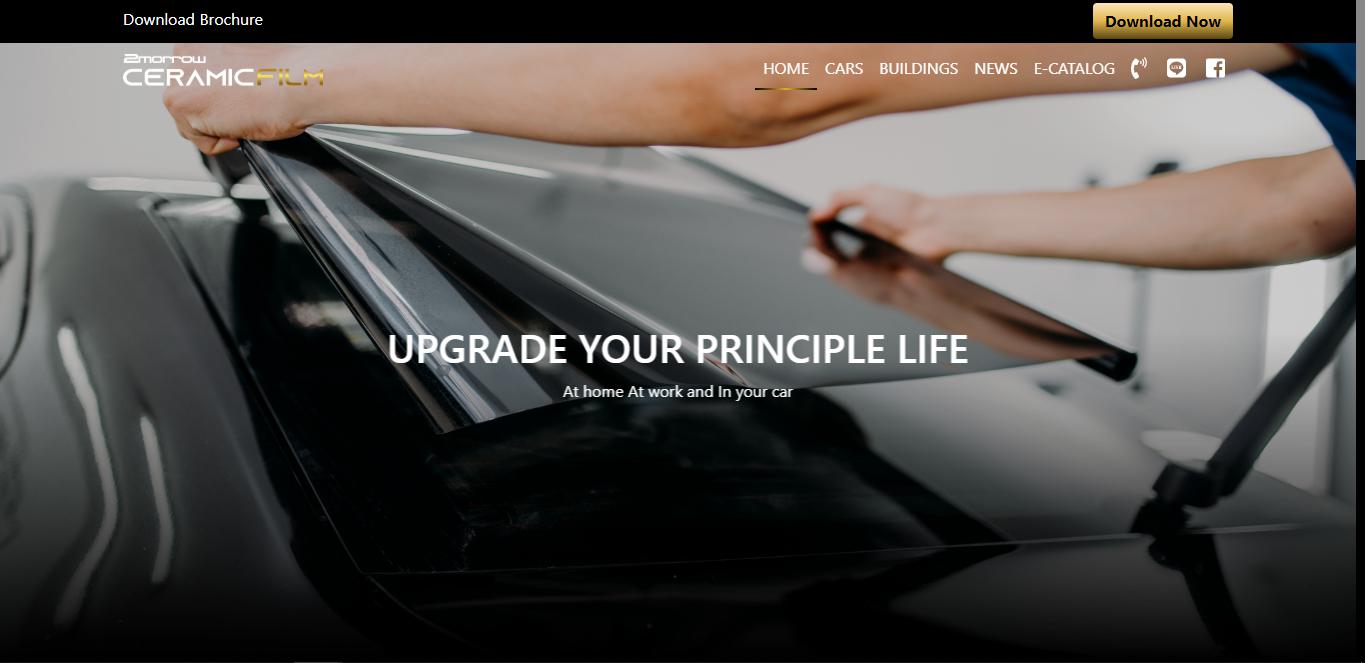 Download Brochure
Download Now
2morrow
CERAMICFILM
HOME CARS BUILDINGS NEWS E-CATALOG
LINE
UPGRADE YOUR PRINCIPLE LIFE
At home At work and In your car